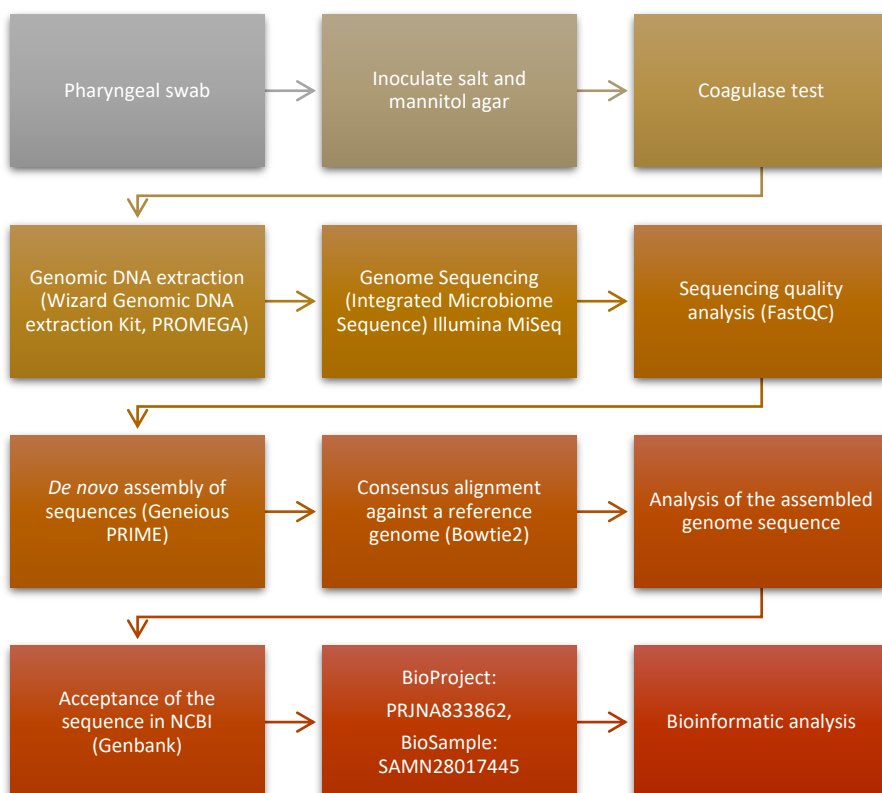 Pharyngeal swab
Inoculate salt and
mannitol agar
Coagulase test
Genomic DNA extraction
(Wizard Genomic DNA
extraction Kit, PROMEGA)
Genome Sequencing
(Integrated Microbiome
Sequence) Illumina MiSeq
Sequencing quality
analysis (FastQC)
De novo assembly of
sequences (Geneious
PRIME)
Consensus alignment
against a reference
genome (Bowtie2)
Analysis of the assembled
genome sequence
Acceptance of the
sequence in NCBI
(Genbank)
BioProject:
PRJNA833862,
BioSample:
SAMN28017445
Bioinformatic analysis